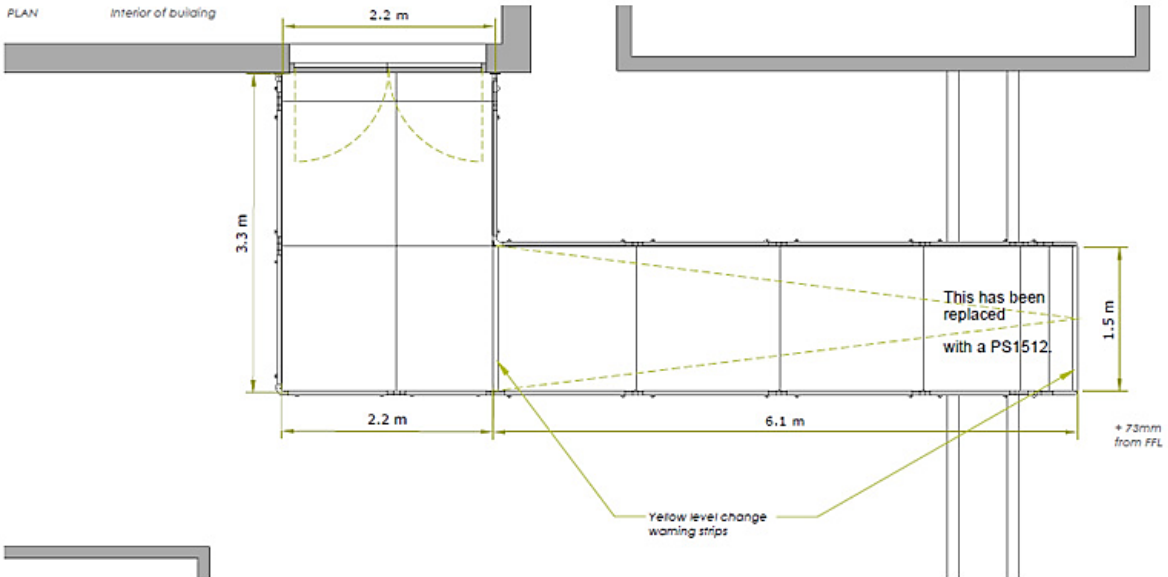 PLAN
Interior of building
2.2 m
3.3 m
This has been
replaced
with a PS1512.
1.5 m
2.2 m
6.1 m
+ 73mm
from FFL
Yellow level change
warning strips